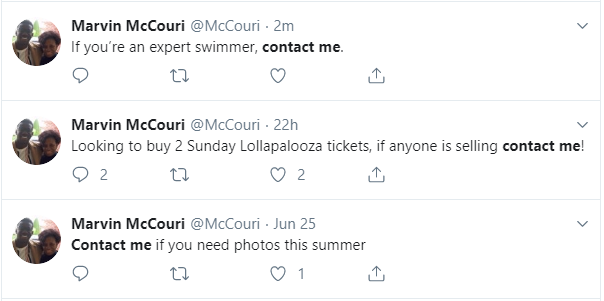 Marvin McCouri @McCouri · 2m
If you’re an expert swimmer, contact me.
Marvin McCouri @McCouri · 22h
Looking to buy 2 Sunday Lollapalooza tickets, if anyone is selling contact me!
2 2
Marvin McCouri @McCouri · Jun 25
Contact me if you need photos this summer
1